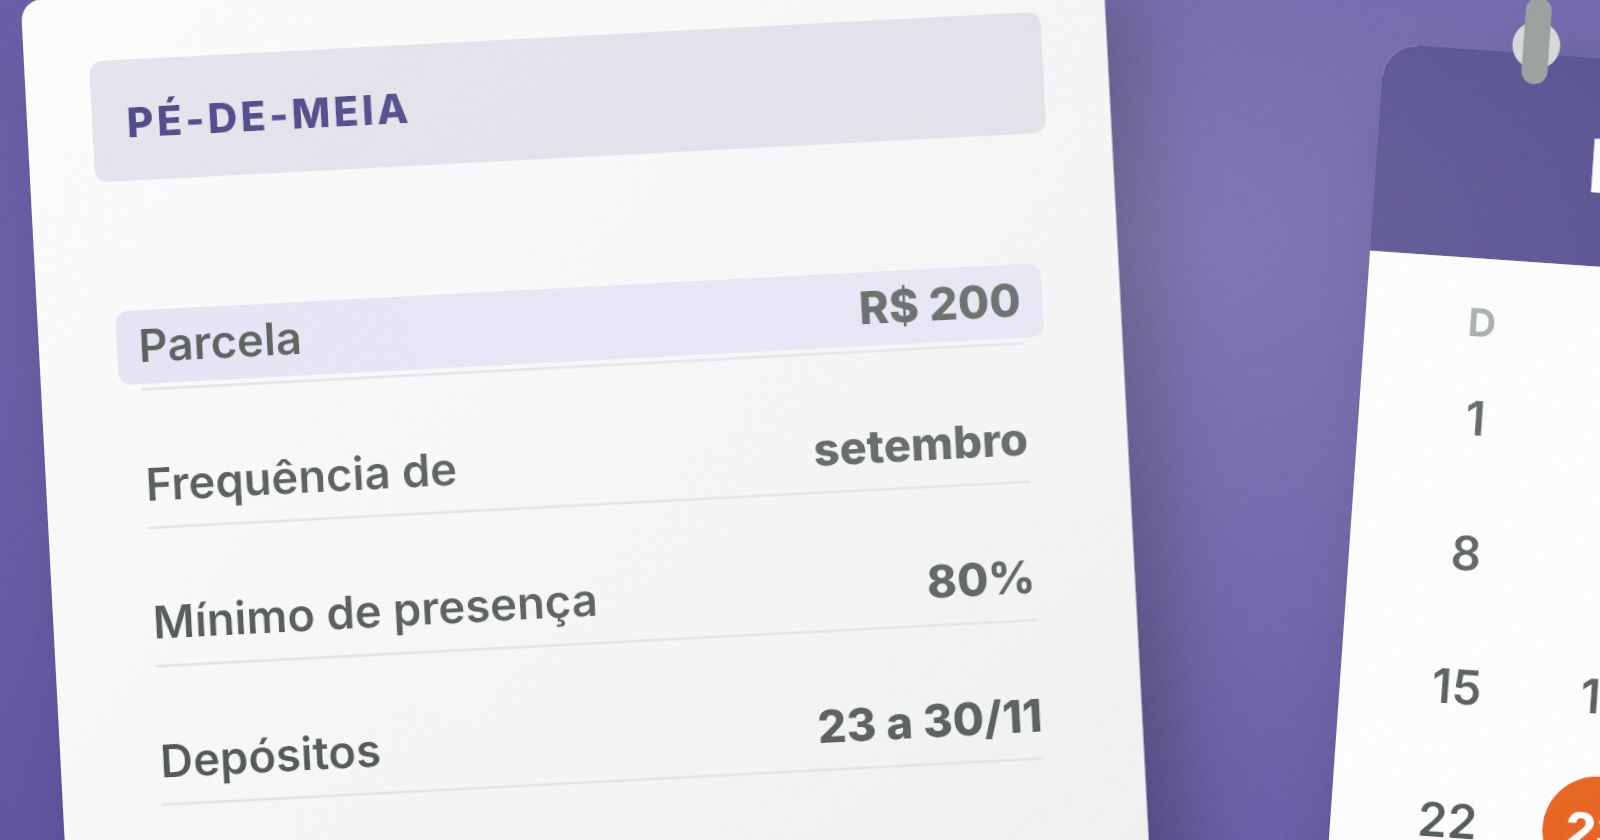 PÉ-DE-MEIA
Parcela R$ 200
Frequência de setembro
Mínimo de presença 80%
Depósitos 23 a 30/11
D
1
8
15
22